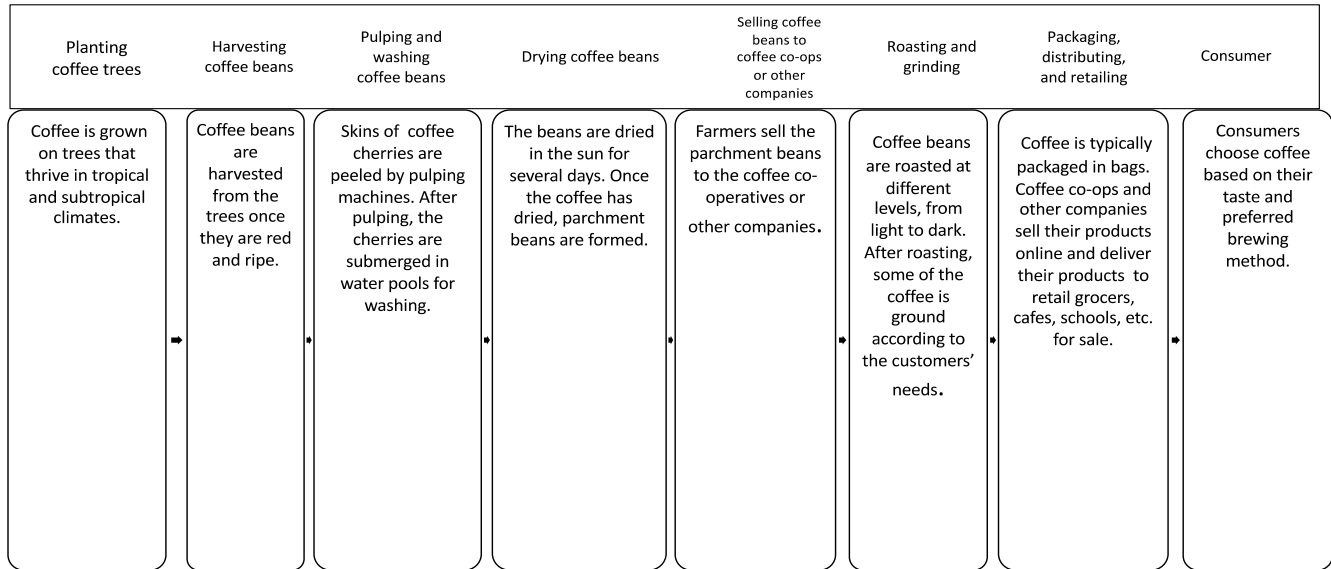 Planting
coffee trees
Harvesting
coffee beans
Pulping and
washing
coffee beans
Drying coffee beans
Selling coffee
beans to
coffee co-ops
or other
companies
Roasting and
grinding
Packaging,
distributing,
and retailing
Consumer
Coffee is grown
on trees that
thrive in tropical
and subtropical
climates.
Coffee beans
are
harvested
from the
trees once
they are red
and ripe.
Skins of coffee
cherries are
peeled by pulping
machines. After
pulping, the
cherries are
submerged in
water pools for
washing.
The beans are dried
in the sun for
several days. Once
the coffee has
dried, parchment
beans are formed.
Farmers sell the
parchment beans
to the coffee co-
operatives or
other companies.
Coffee beans
are roasted at
different
levels, from
light to dark.
After roasting,
some of the
coffee is
ground
according to
the customers’
needs.
Coffee is typically
packaged in bags.
Coffee co-ops and
other companies
sell their products
online and deliver
their products to
retail grocers,
cafes, schools, etc.
for sale.
Consumers
choose coffee
based on their
taste and
preferred
brewing
method.